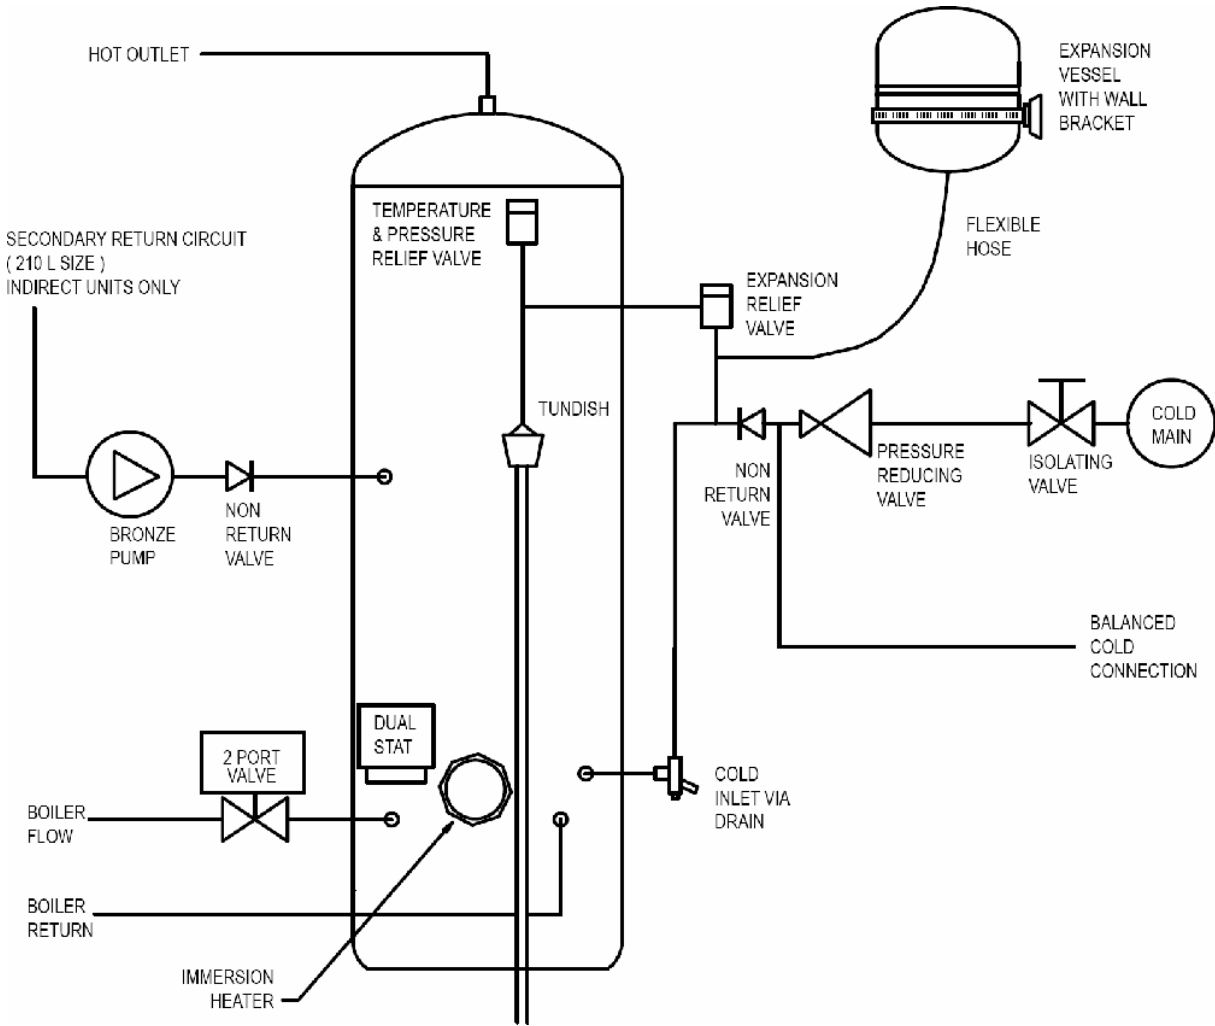 HOT OUTLET
EXPANSION
VESSEL
WITH WALL
BRACKET
TEMPERATURE
& PRESSURE
RELIEF VALVE
FLEXIBLE
HOSE
SECONDARY RETURN CIRCUIT
( 210 L SIZE )
INDIRECT UNITS ONLY
EXPANSION
RELIEF
VALVE
TUNDISH
COLD
MAIN
PRESSURE
REDUCING
VALVE
ISOLATING
VALVE
NON
RETURN
VALVE
BRONZE
PUMP
NON
RETURN
VALVE
BALANCED
COLD
CONNECTION
DUAL
STAT
2 PORT
VALVE
COLD
INLET VIA
DRAIN
BOILER
FLOW
BOILER
RETURN
IMMERSION
HEATER